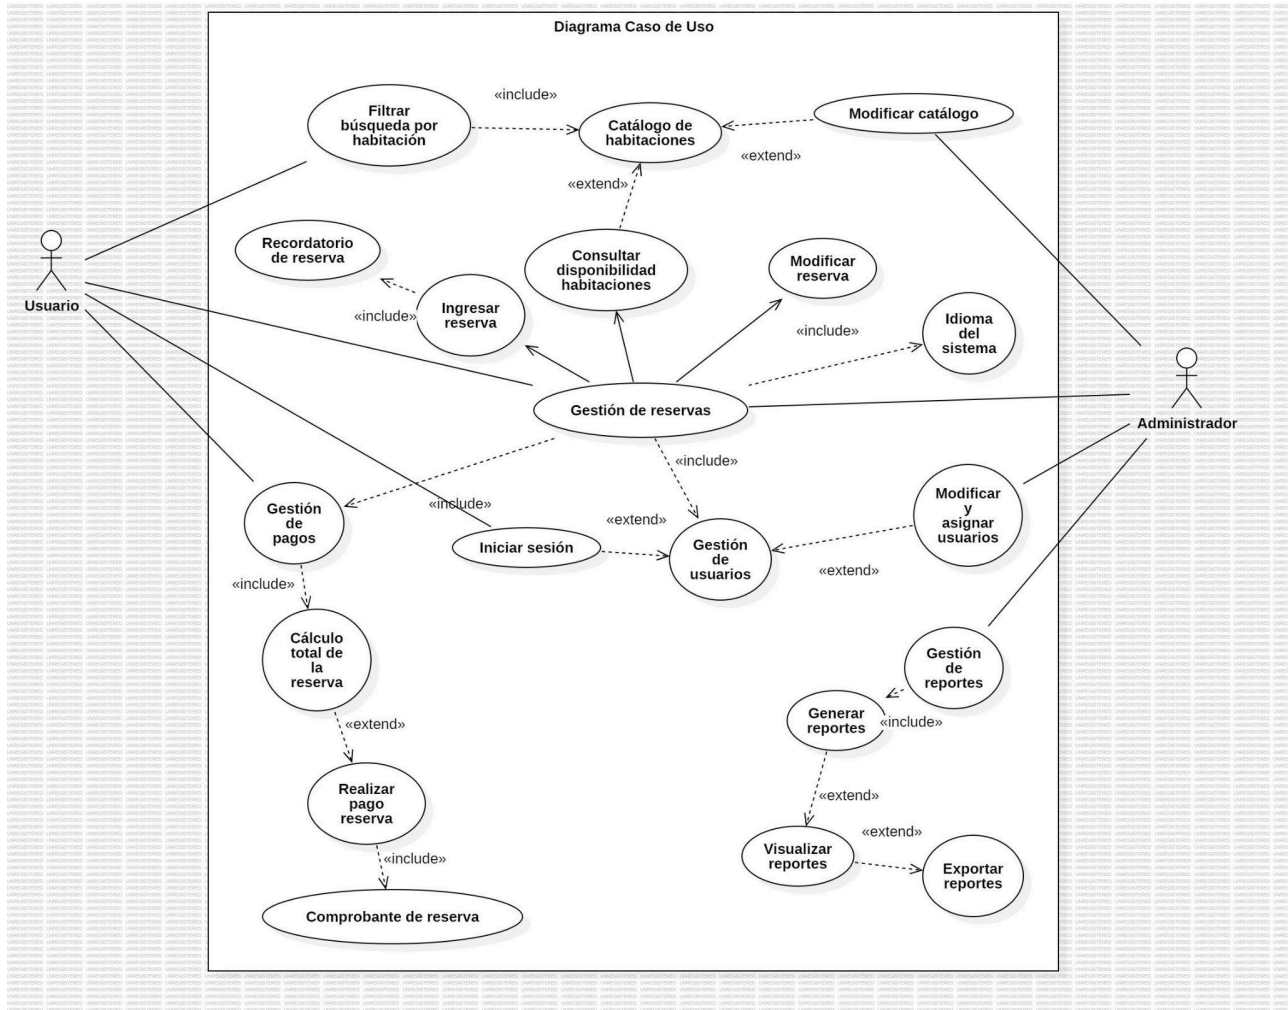 Diagrama Caso de Uso
Filtrar
búsqueda por
habitación
«include»
Catálogo de
habitaciones
Modificar catálogo
«extend»
«extend»
Recordatorio
de reserva
Consultar
disponibilidad
habitaciones
Modificar
reserva
Usuario
«include»
Ingresar
reserva
«include»
Idioma
del
sistema
Gestión de reservas
Administrador
«include»
«include»
Gestión
de
pagos
Iniciar sesión
«extend»
Gestión
de
usuarios
Modificar
y
asignar
usuarios
«extend»
«include»
Cálculo
total de
la
reserva
Gestión
de
reportes
Generar
reportes
«include»
«extend»
Realizar
pago
reserva
«extend»
«extend»
Visualizar
reportes
Exportar
reportes
«include»
Comprobante de reserva
UNREGISTERED